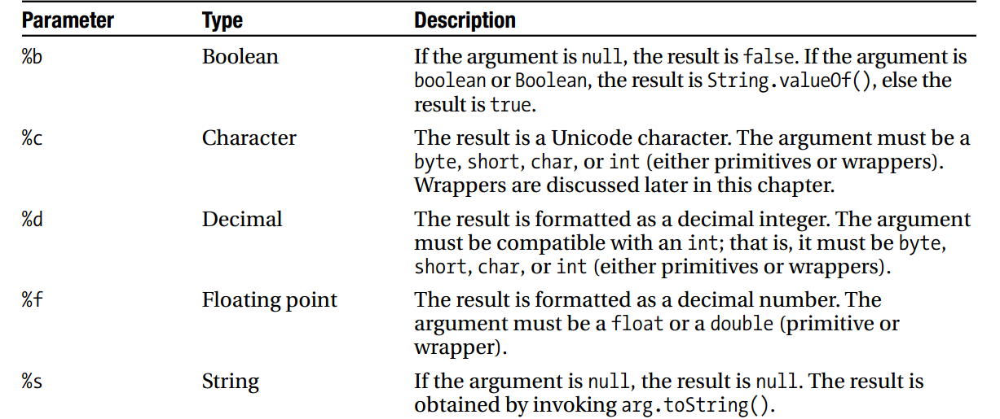 Parameter Type Description
%b Boolean If the argument is null, the result is false. If the argument is
boolean or Boolean, the result is String.valueOf(), else the
result is true.
%c Character The result is a Unicode character. The argument must be a
byte, short, char, or int (either primitives or wrappers).
Wrappers are discussed later in this chapter.
%d Decimal The result is formatted as a decimal integer. The argument
must be compatible with an int; that is, it must be byte,
short, char, or int (either primitives or wrappers).
%f Floating point The result is formatted as a decimal number. The
argument must be a float or a double (primitive or
wrapper).
%s String If the argument is null, the result is null. The result is
obtained by invoking arg.toString().